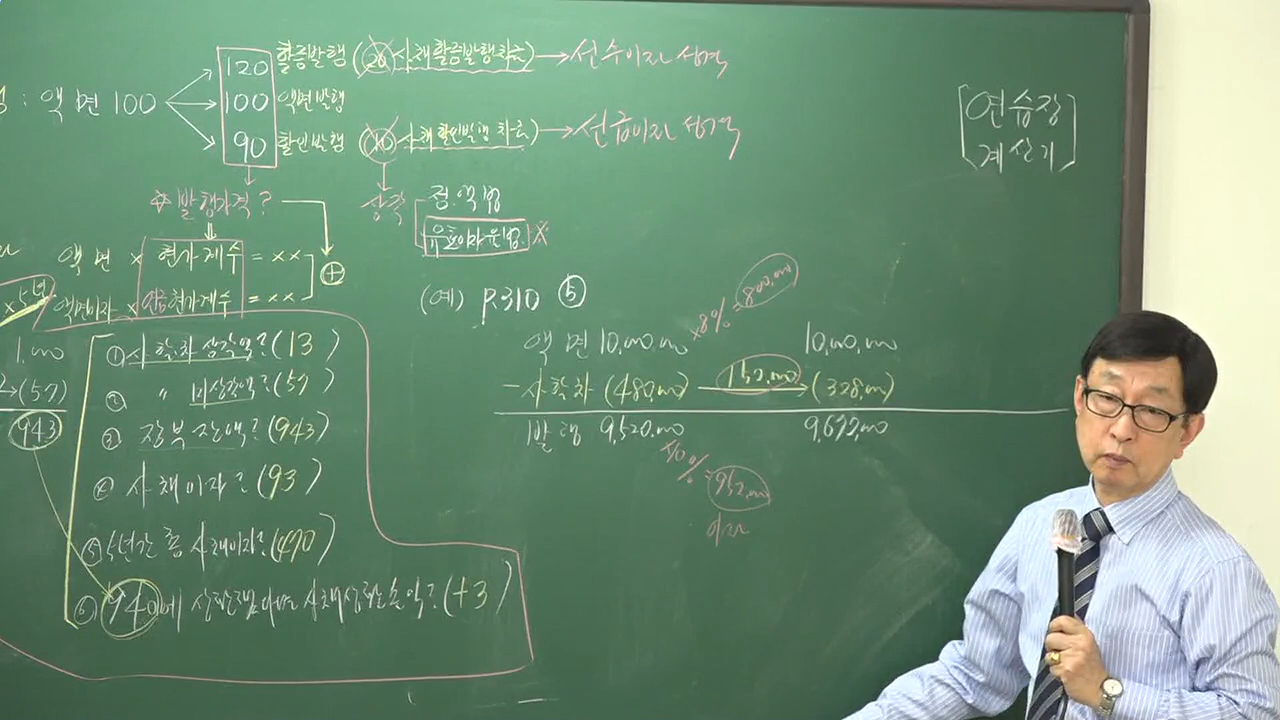 : 액면 100
120 할증발행 (20 사채할증발행차금) → 선수이자 성격
100 액면발행
90 할인발행 (10 사채할인발행차금) → 선급이자 성격
[연습장
계산기]
발행가격?
상각 정액법
유효이자율법 X
액면 × 현가계수 = ××
액면이자 × 연금현가계수 = ××
⊕
×5년
(예) P.310 ⑤
① 사할차상각액? (13)
② 〃 미상각액? (57)
③ 장부잔액? (943)
④ 사채이자? (93)
⑤ 5년간 총 사채이자? (470)
⑥ 940에 상환했다면 사채상환손익? (+3)
(57)
943
×8% = 800,000
액면 10,000,000 10,000,000
- 사할차 (480,000) 152,000 → (328,000)
발행 9,520,000 9,672,000
×10% = 952,000
이자